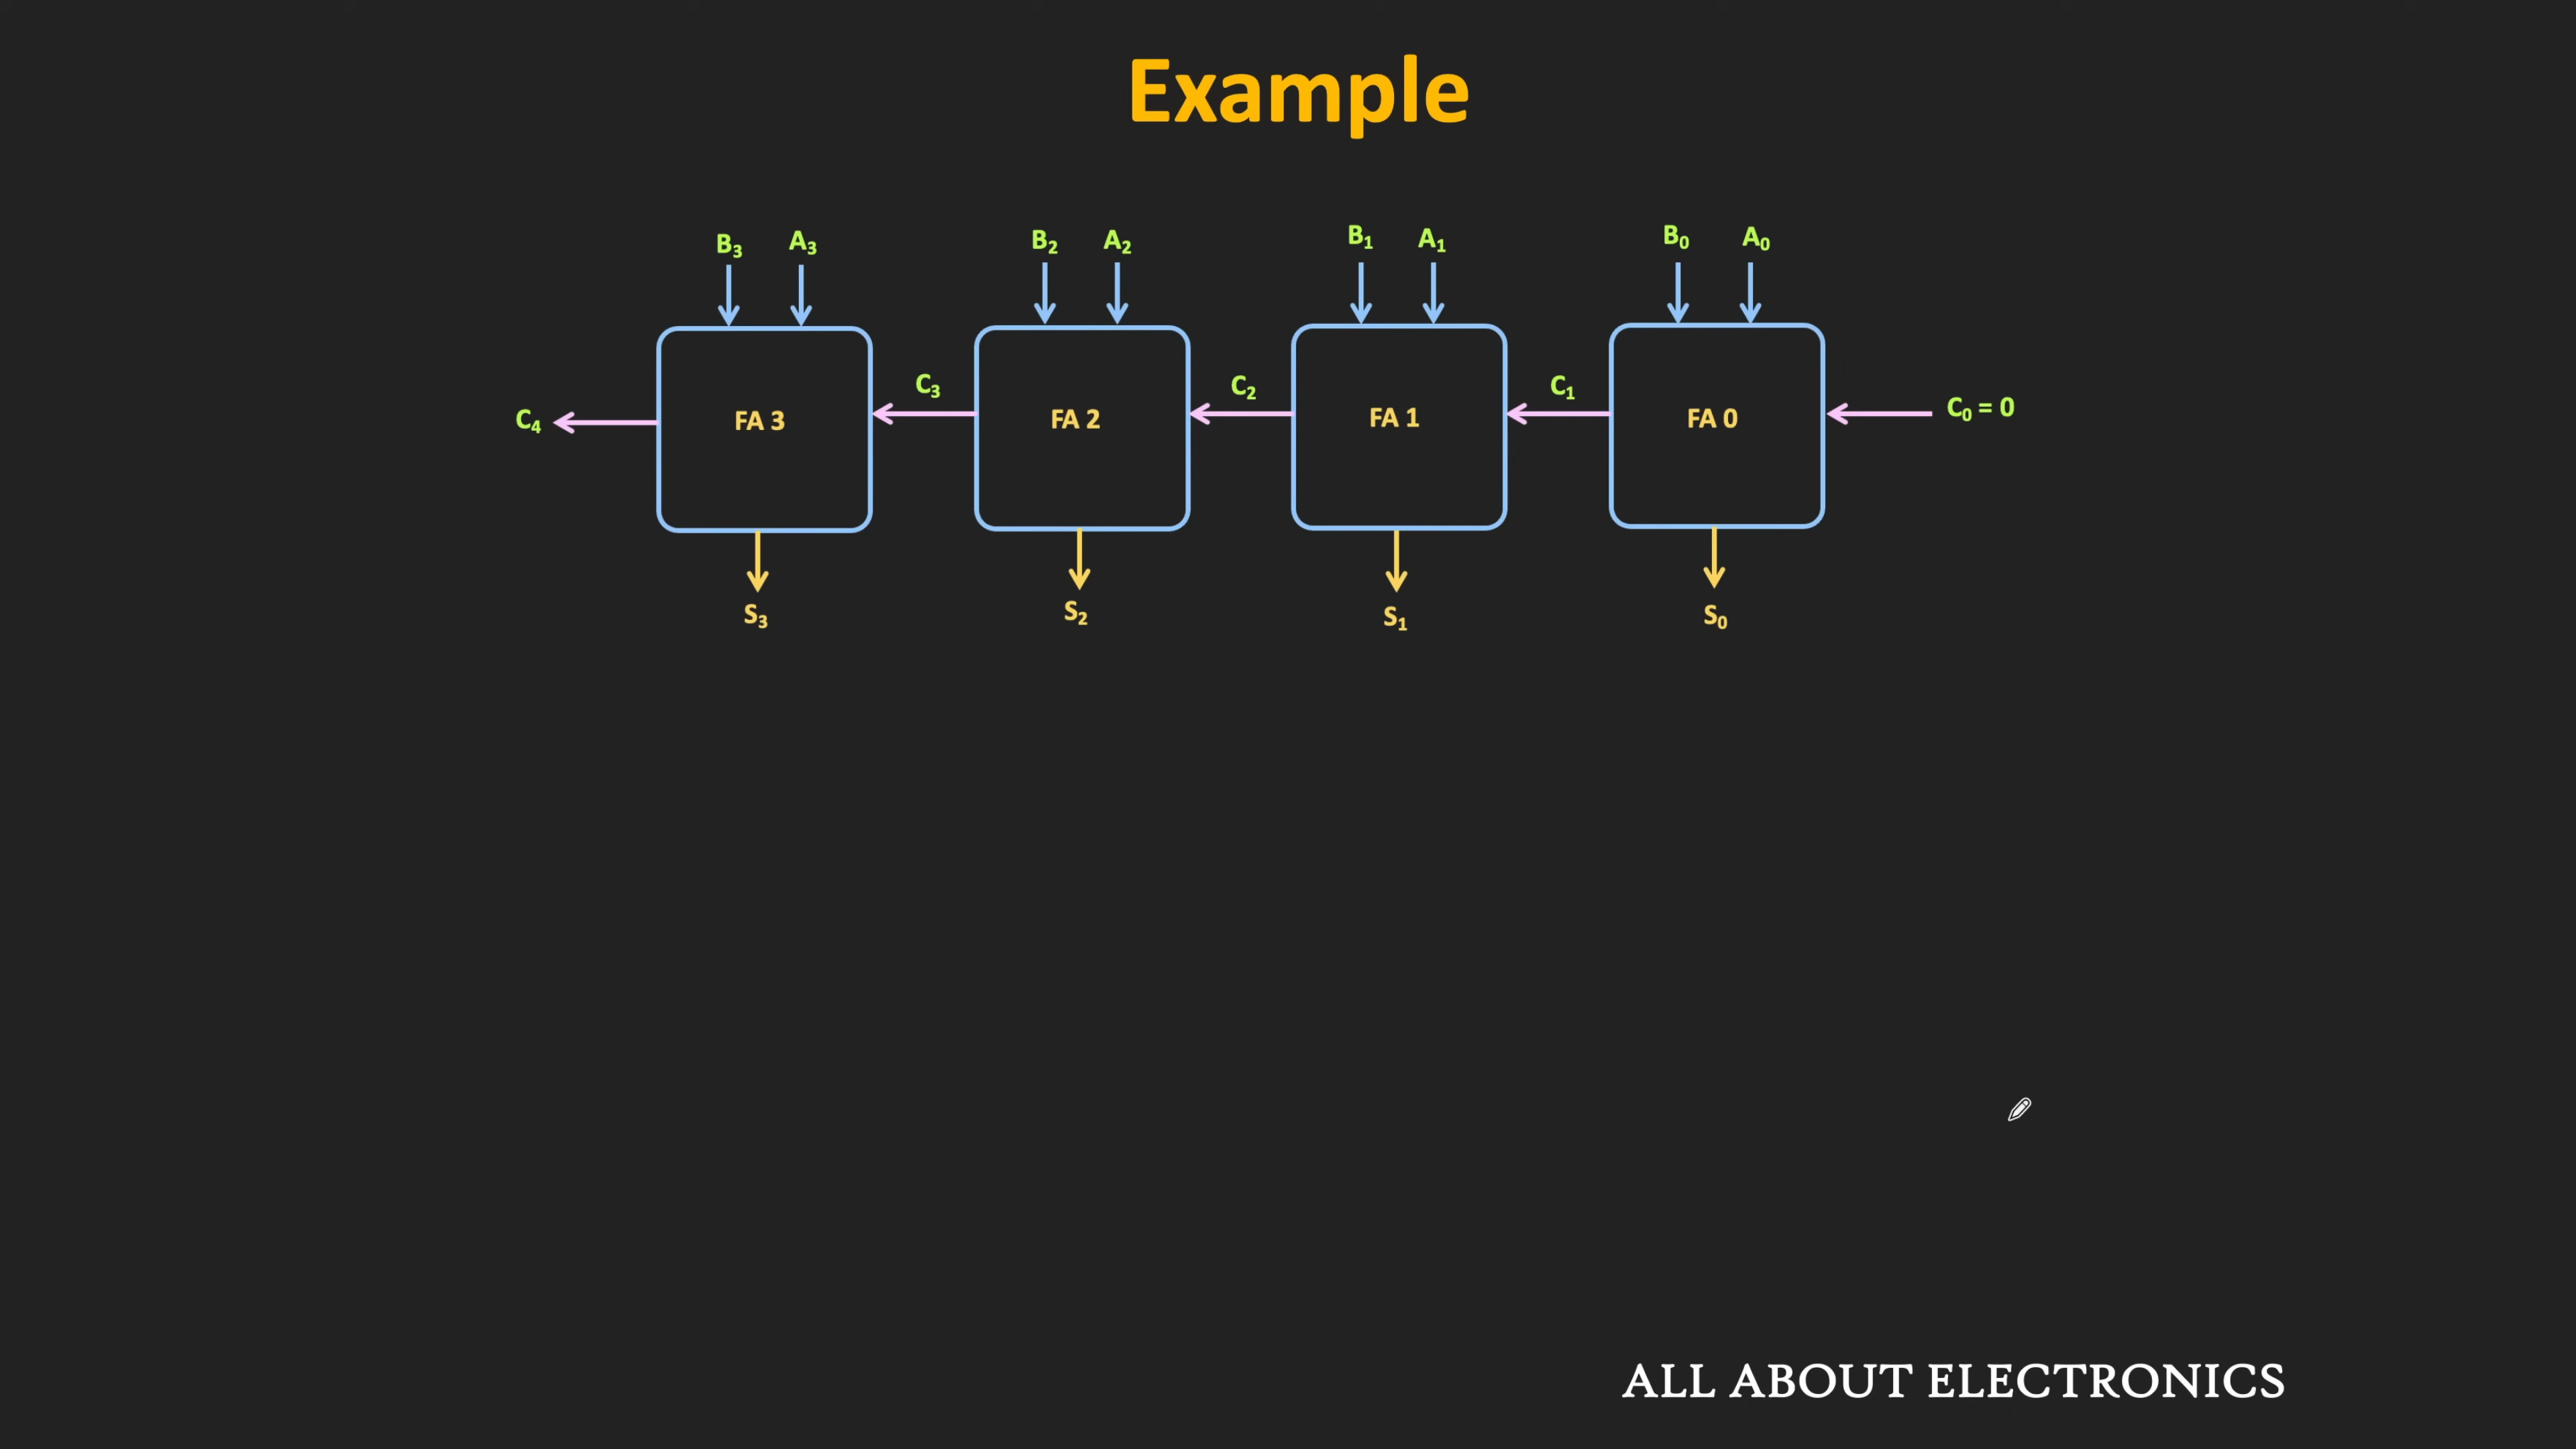 Example
B₃ A₃ B₂ A₂ B₁ A₁ B₀ A₀
C₄ FA 3 C₃ FA 2 C₂ FA 1 C₁ FA 0 C₀ = 0
S₃ S₂ S₁ S₀
ALL ABOUT ELECTRONICS